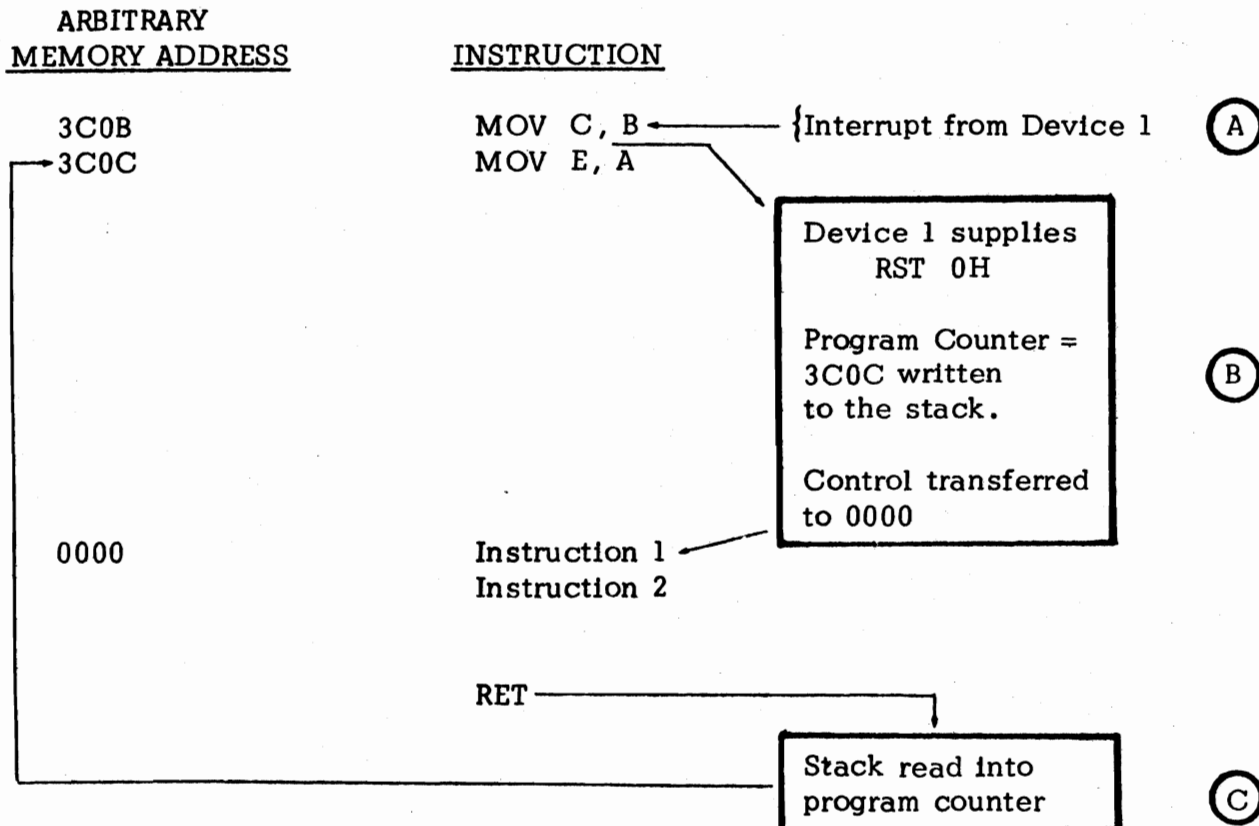 ARBITRARY
MEMORY ADDRESS INSTRUCTION
3C0B MOV C, B {Interrupt from Device 1 A
3C0C MOV E, A
Device 1 supplies
RST 0H
Program Counter =
3C0C written
to the stack.
B
Control transferred
to 0000
0000 Instruction 1
Instruction 2
RET
Stack read into
program counter
C